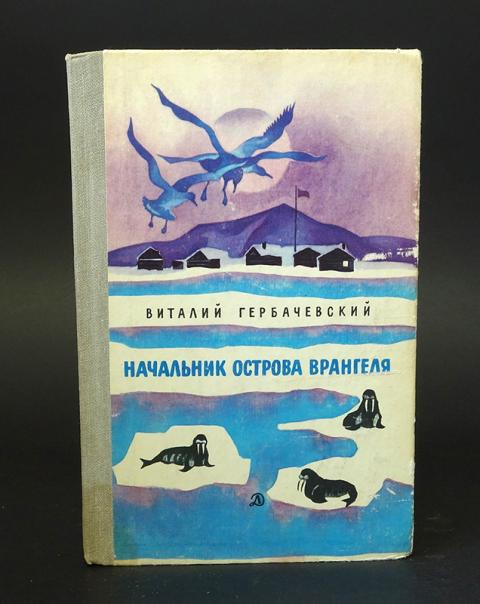 ВИТАЛИЙ ГЕРБАЧЕВСКИЙ
НАЧАЛЬНИК ОСТРОВА ВРАНГЕЛЯ
Д